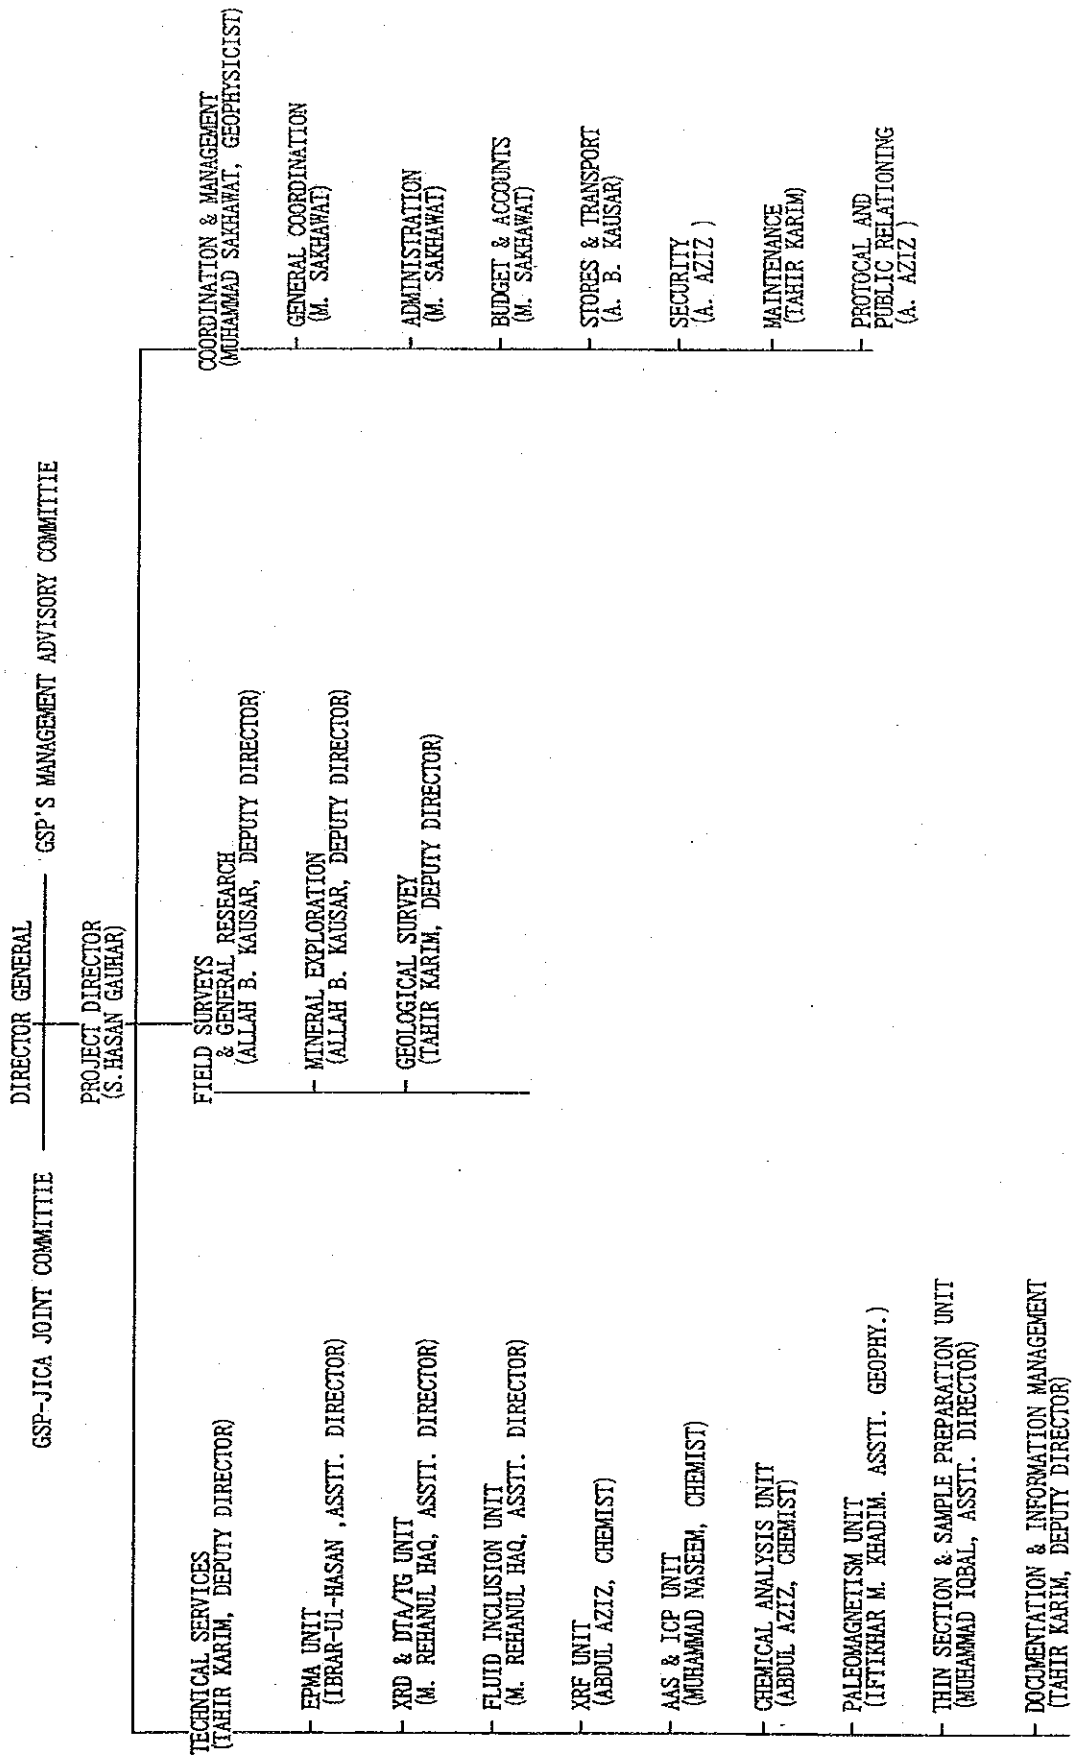 DIRECTOR GENERAL
GSP-JICA JOINT COMMITTIE
GSP'S MANAGEMENT ADVISORY COMMITTIE
PROJECT DIRECTOR
(S.HASAN GAUHAR)
TECHNICAL SERVICES
(TAHIR KARIM, DEPUTY DIRECTOR)
EPMA UNIT
(IBRAR-Ul-HASAN ,ASSTT. DIRECTOR)
XRD & DTA/TG UNIT
(M. REHANUL HAQ, ASSTT. DIRECTOR)
FLUID INCLUSION UNIT
(M. REHANUL HAQ, ASSTT. DIRECTOR)
XRF UNIT
(ABDUL AZIZ, CHEMIST)
AAS & ICP UNIT
(MUHAMMAD NASEEM, CHEMIST)
CHEMICAL ANALYSIS UNIT
(ABDUL AZIZ, CHEMIST)
PALEOMAGNETISM UNIT
(IFTIKHAR M. KHADIM. ASSTT. GEOPHY.)
THIN SECTION & SAMPLE PREPARATION UNIT
(MUHAMMAD IQBAL, ASSTT. DIRECTOR)
DOCUMENTATION & INFORMATION MANAGEMENT
(TAHIR KARIM, DEPUTY DIRECTOR)
FIELD SURVEYS
& GENERAL RESEARCH
(ALLAH B. KAUSAR, DEPUTY DIRECTOR)
MINERAL EXPLORATION
(ALLAH B. KAUSAR, DEPUTY DIRECTOR)
GEOLOGICAL SURVEY
(TAHIR KARIM, DEPUTY DIRECTOR)
COORDINATION & MANAGEMENT
(MUHAMMAD SAKHAWAT, GEOPHYSICIST)
GENERAL COORDINATION
(M. SAKHAWAT)
ADMINISTRATION
(M. SAKHAWAT)
BUDGET & ACCOUNTS
(M. SAKHAWAT)
STORES & TRANSPORT
(A. B. KAUSAR)
SECURITY
(A. AZIZ )
MAINTENANCE
(TAHIR KARIM)
PROTOCAL AND
PUBLIC RELATIONING
(A. AZIZ )